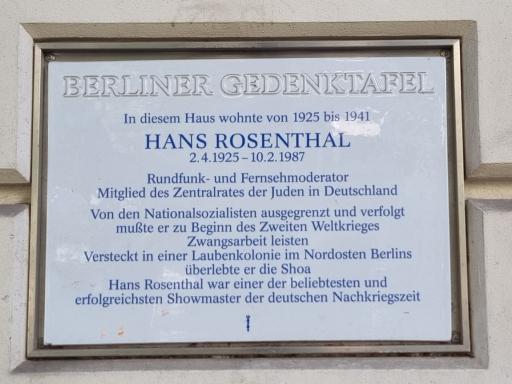 BERLINER GEDENKTAFEL
In diesem Haus wohnte von 1925 bis 1941
HANS ROSENTHAL
2.4.1925 – 10.2.1987
Rundfunk- und Fernsehmoderator
Mitglied des Zentralrates der Juden in Deutschland
Von den Nationalsozialisten ausgegrenzt und verfolgt
mußte er zu Beginn des Zweiten Weltkrieges
Zwangsarbeit leisten
Versteckt in einer Laubenkolonie im Nordosten Berlins
überlebte er die Shoa
Hans Rosenthal war einer der beliebtesten und
erfolgreichsten Showmaster der deutschen Nachkriegszeit